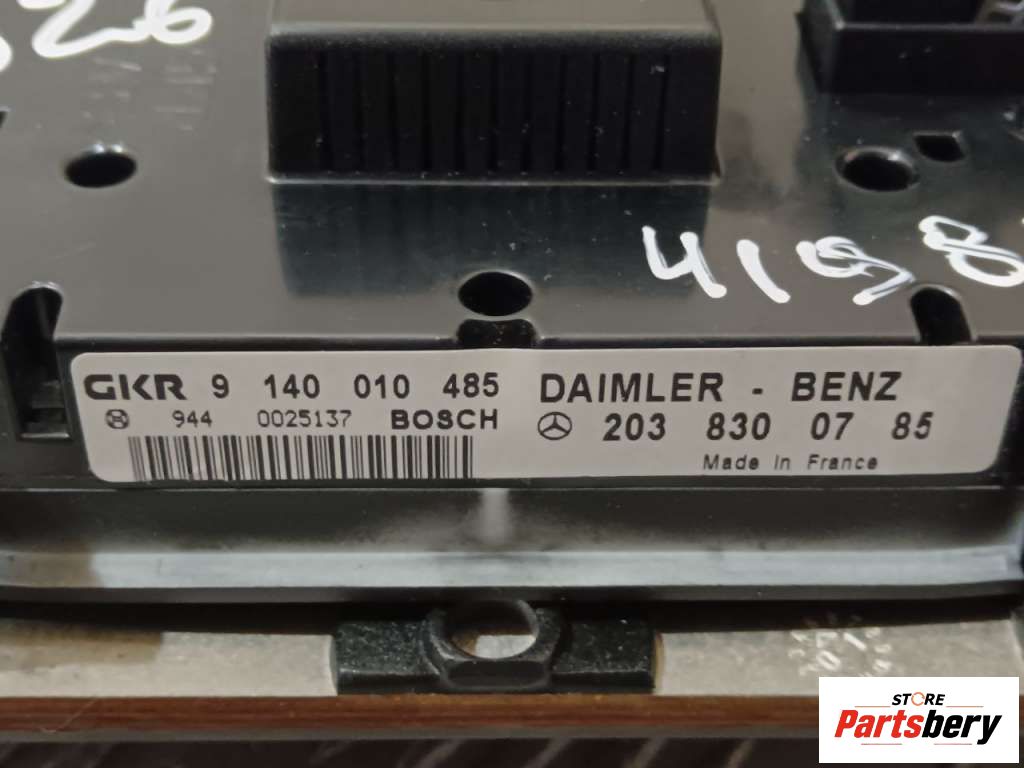 26
4198
GKR 9 140 010 485 DAIMLER - BENZ
944 0025137 BOSCH 203 830 07 85
Made In France
STORE
Partsbery